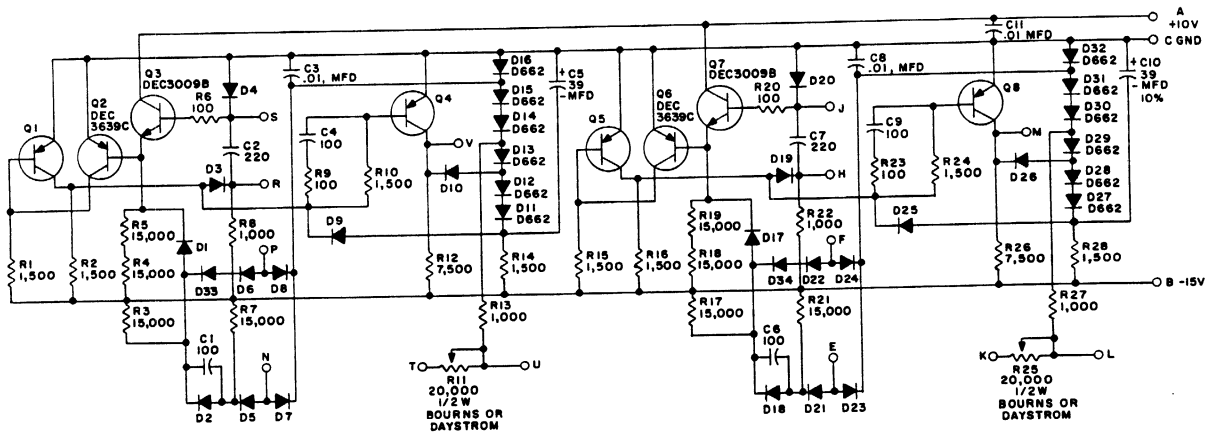 A
+10V
C GND
C11
.01 MFD
Q3
DEC3009B
R6
100
D4
S
C3
.01, MFD
D16
D662
D15
D662
D14
D662
D13
D662
D12
D662
D11
D662
+
C5
39
-MFD
Q2
DEC
3639C
Q1
C2
220
C4
100
Q4
V
D10
D3
R
R9
100
R10
1,500
D9
R5
15,000
R4
15,000
R3
15,000
D1
R8
1,000
P
D33
D6
D8
R1
1,500
R2
1,500
R7
15,000
R12
7,500
R14
1,500
R13
1,000
C1
100
N
D2
D5
D7
T
U
R11
20,000
1/2W
BOURNS OR
DAYSTROM
Q7
DEC3009B
R20
100
D20
J
C8
.01, MFD
D32
D662
D31
D662
D30
D662
D29
D662
D28
D662
D27
D662
+
C10
39
- MFD
10%
Q6
DEC
3639C
Q5
C7
220
C9
100
Q8
M
D26
D19
H
R23
100
R24
1,500
D25
R19
15,000
R18
15,000
R17
15,000
D17
R22
1,000
F
D34
D22
D24
R15
1,500
R16
1,500
R21
15,000
R26
7,500
R28
1,500
B -15V
R27
1,000
C6
100
E
D18
D21
D23
K
L
R25
20,000
1/2W
BOURNS OR
DAYSTROM